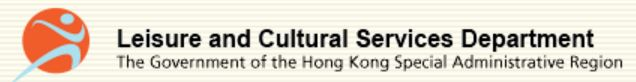 Leisure and Cultural Services Department
The Government of the Hong Kong Special Administrative Region